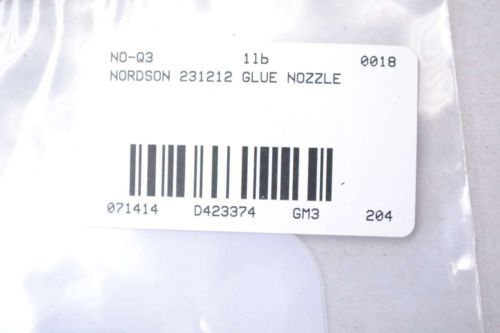 NO-Q3 1lb 0018
NORDSON 231212 GLUE NOZZLE
071414 D423374 GM3 204